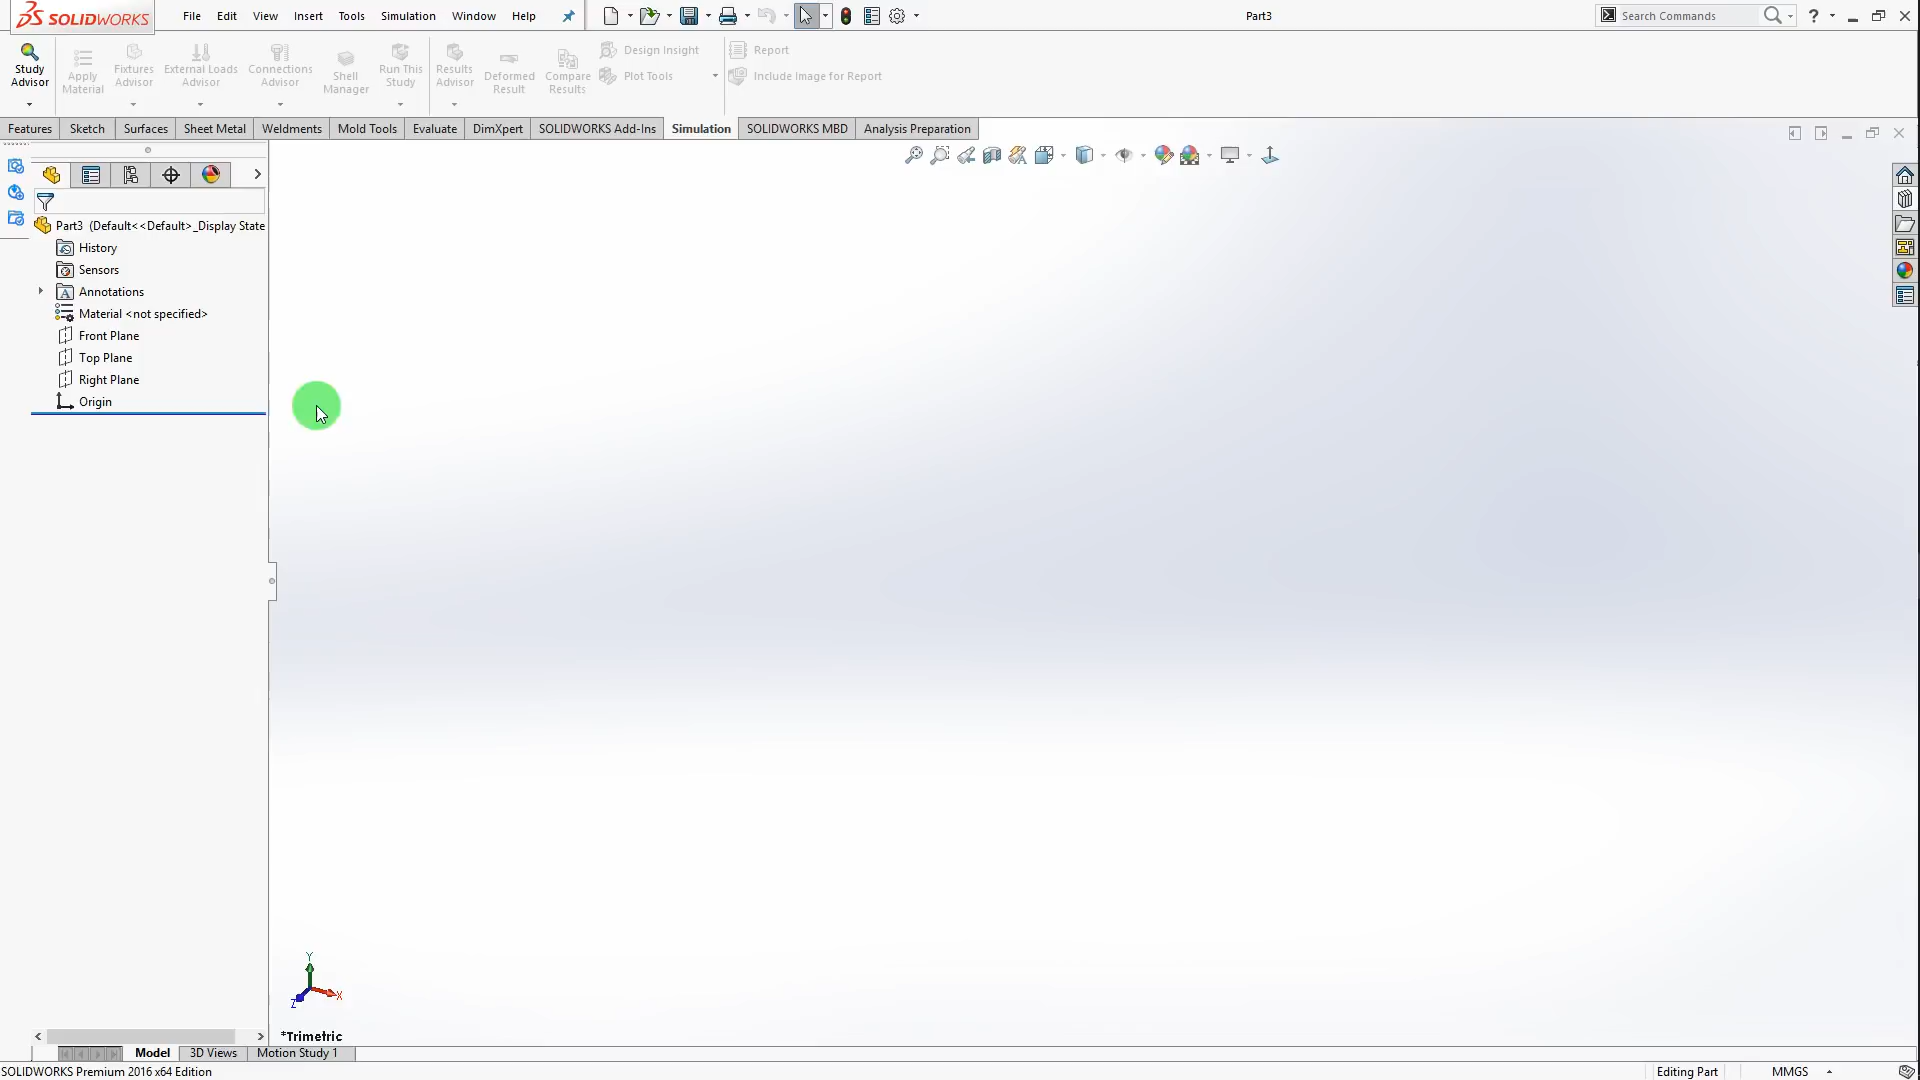 SOLIDWORKS File Edit View Insert Tools Simulation Window Help Part3 Search Commands ?
Study Advisor
Apply Material
Fixtures Advisor
External Loads Advisor
Connections Advisor
Shell Manager
Run This Study
Results Advisor
Deformed Result
Compare Results
Design Insight
Plot Tools
Report
Include Image for Report
Features Sketch Surfaces Sheet Metal Weldments Mold Tools Evaluate DimXpert SOLIDWORKS Add-Ins Simulation SOLIDWORKS MBD Analysis Preparation
Part3 (Default<<Default>_Display State
History
Sensors
A Annotations
Material <not specified>
Front Plane
Top Plane
Right Plane
Origin
Y
X
Z
*Trimetric
Model 3D Views Motion Study 1
SOLIDWORKS Premium 2016 x64 Edition Editing Part MMGS